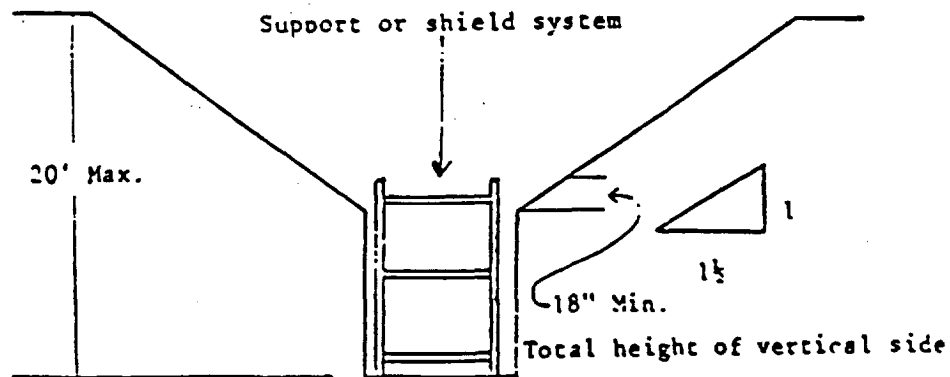 Support or shield system
20' Max.
1
1½
18" Min.
Total height of vertical side